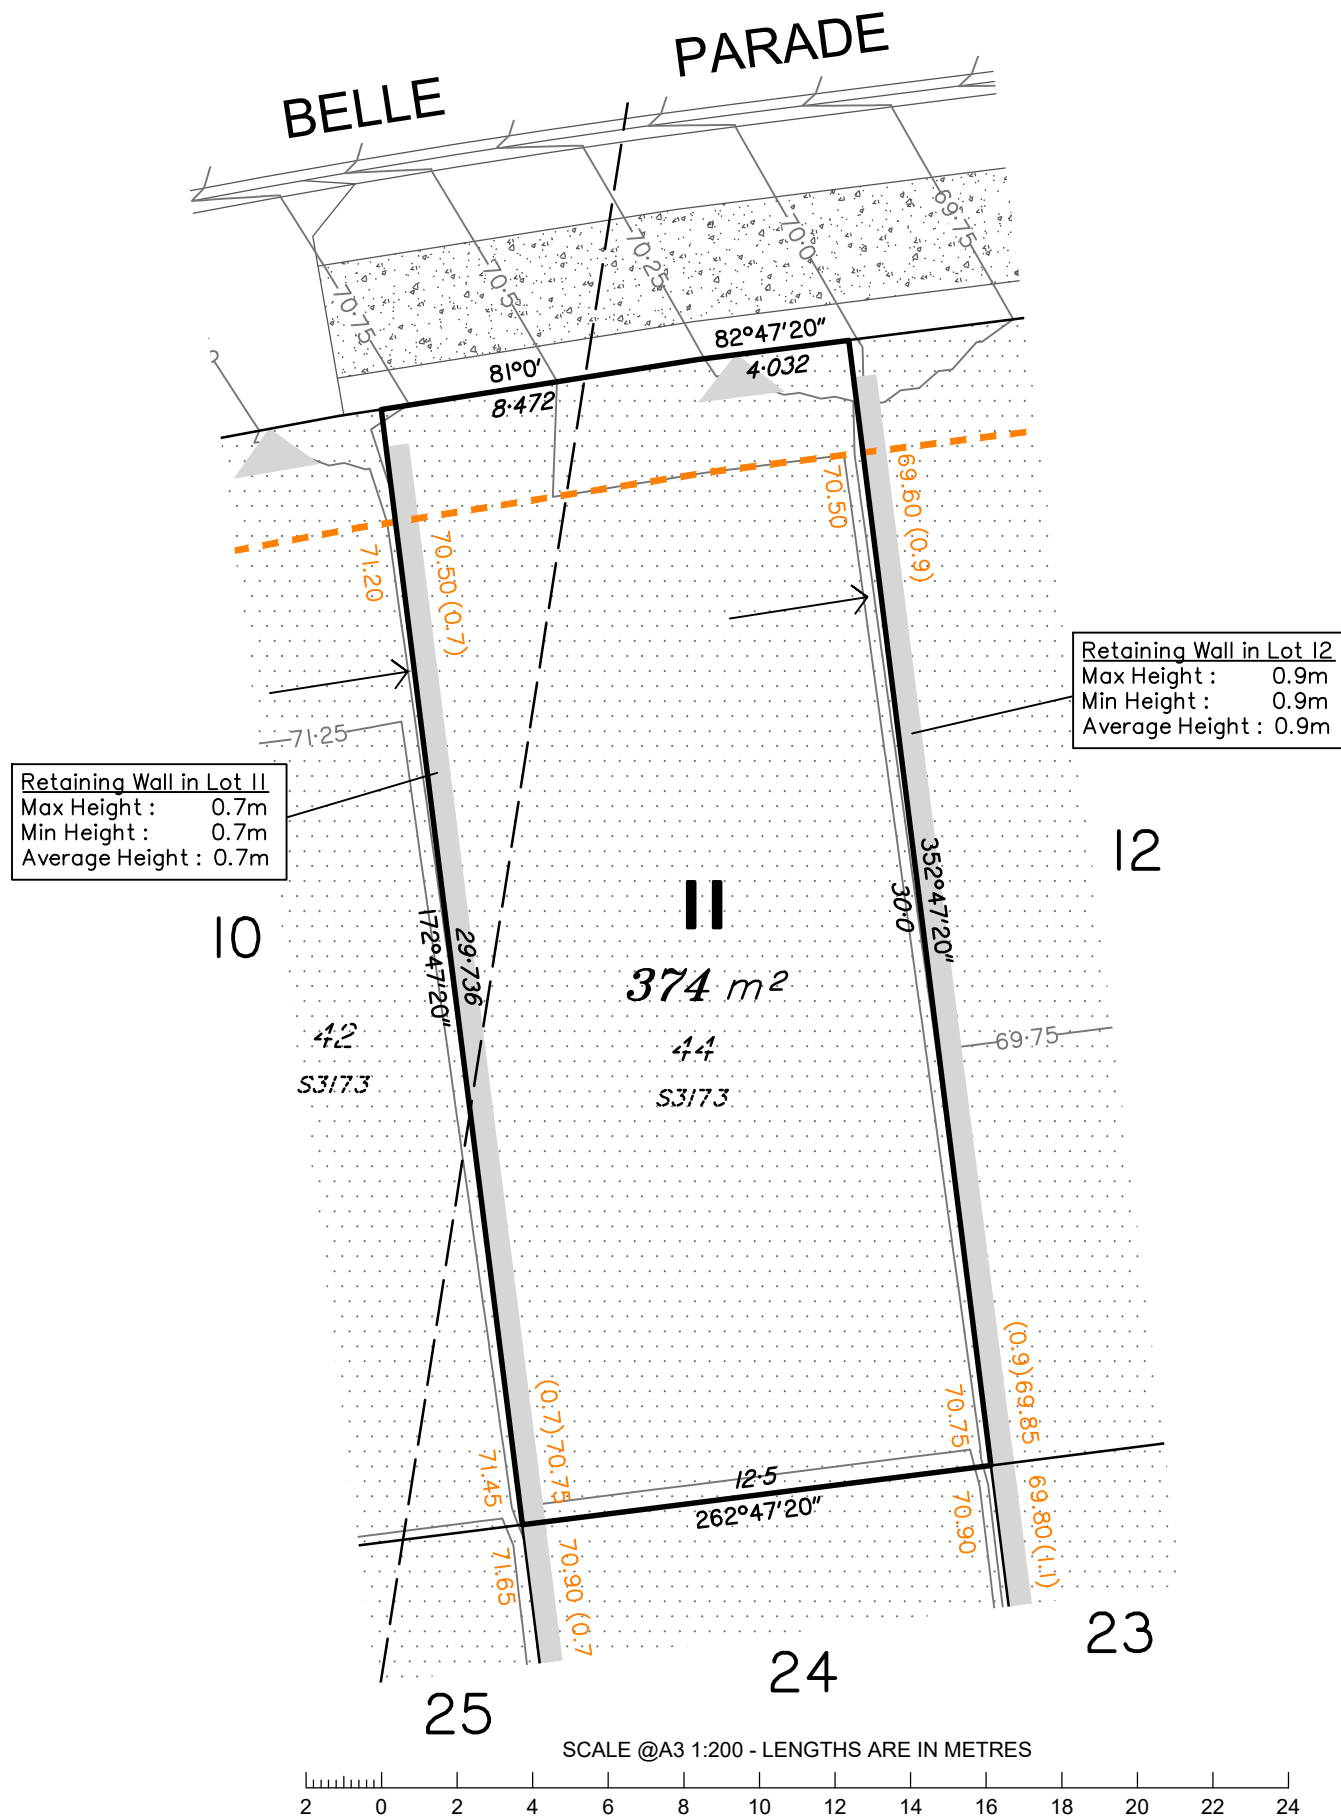 BELLE PARADE
69·75
70·0
70·25
70·5
70·75
82°47'20"
4·032
81°0'
8·472
70.50
69.60 (0.9)
71.20
70.50 (0.7)
Retaining Wall in Lot 12
Max Height : 0.9m
Min Height : 0.9m
Average Height : 0.9m
71·25
Retaining Wall in Lot 11
Max Height : 0.7m
Min Height : 0.7m
Average Height : 0.7m
12
352°47'20"
30·0
11
10
172°47'20"
29·736
374 m²
42
S3173
44
S3173
69·75
(0.9) 69.85
70.75
(0.7) 70.75
71.45
12·5
262°47'20"
70.90
69.80 (1.1)
71.65
70.90 (0.7
23
24
25
SCALE @A3 1:200 - LENGTHS ARE IN METRES
2 0 2 4 6 8 10 12 14 16 18 20 22 24